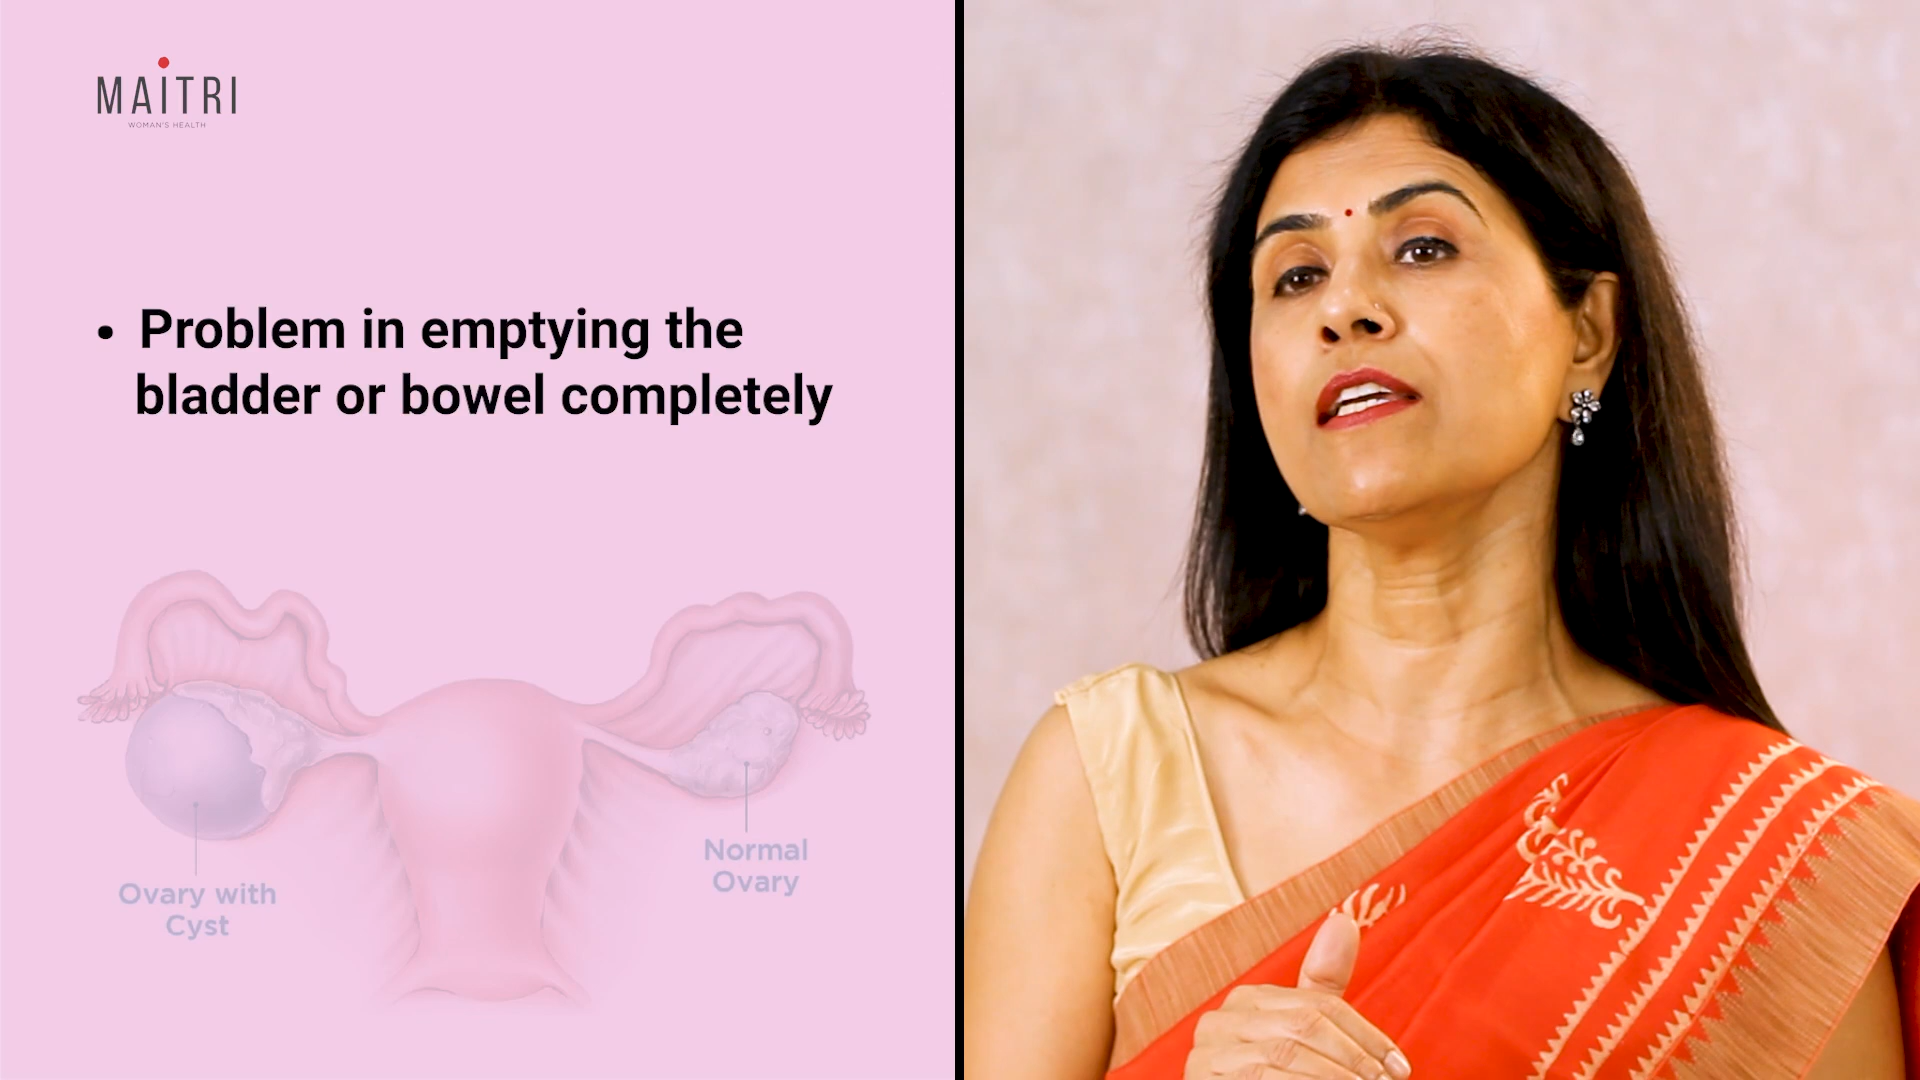 MAITRI
WOMAN'S HEALTH
• Problem in emptying the
bladder or bowel completely
Normal
Ovary
Ovary with
Cyst